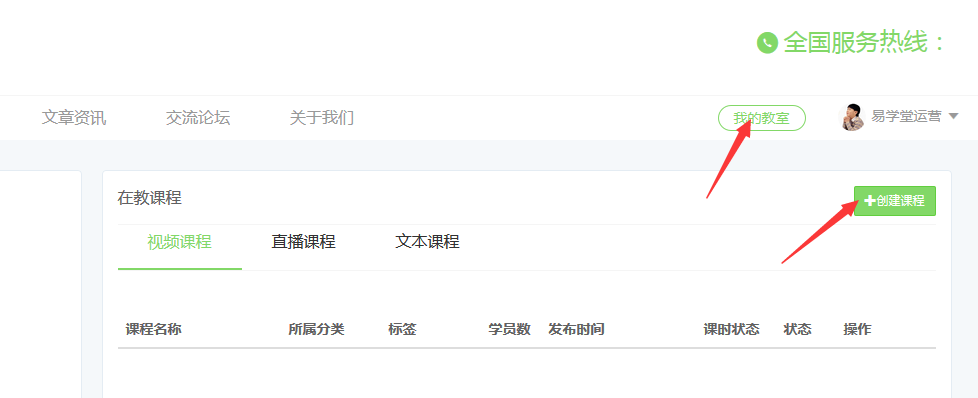 全国服务热线：
文章资讯 交流论坛 关于我们 我的教室 易学堂运营
在教课程 创建课程
视频课程 直播课程 文本课程
课程名称 所属分类 标签 学员数 发布时间 课时状态 状态 操作